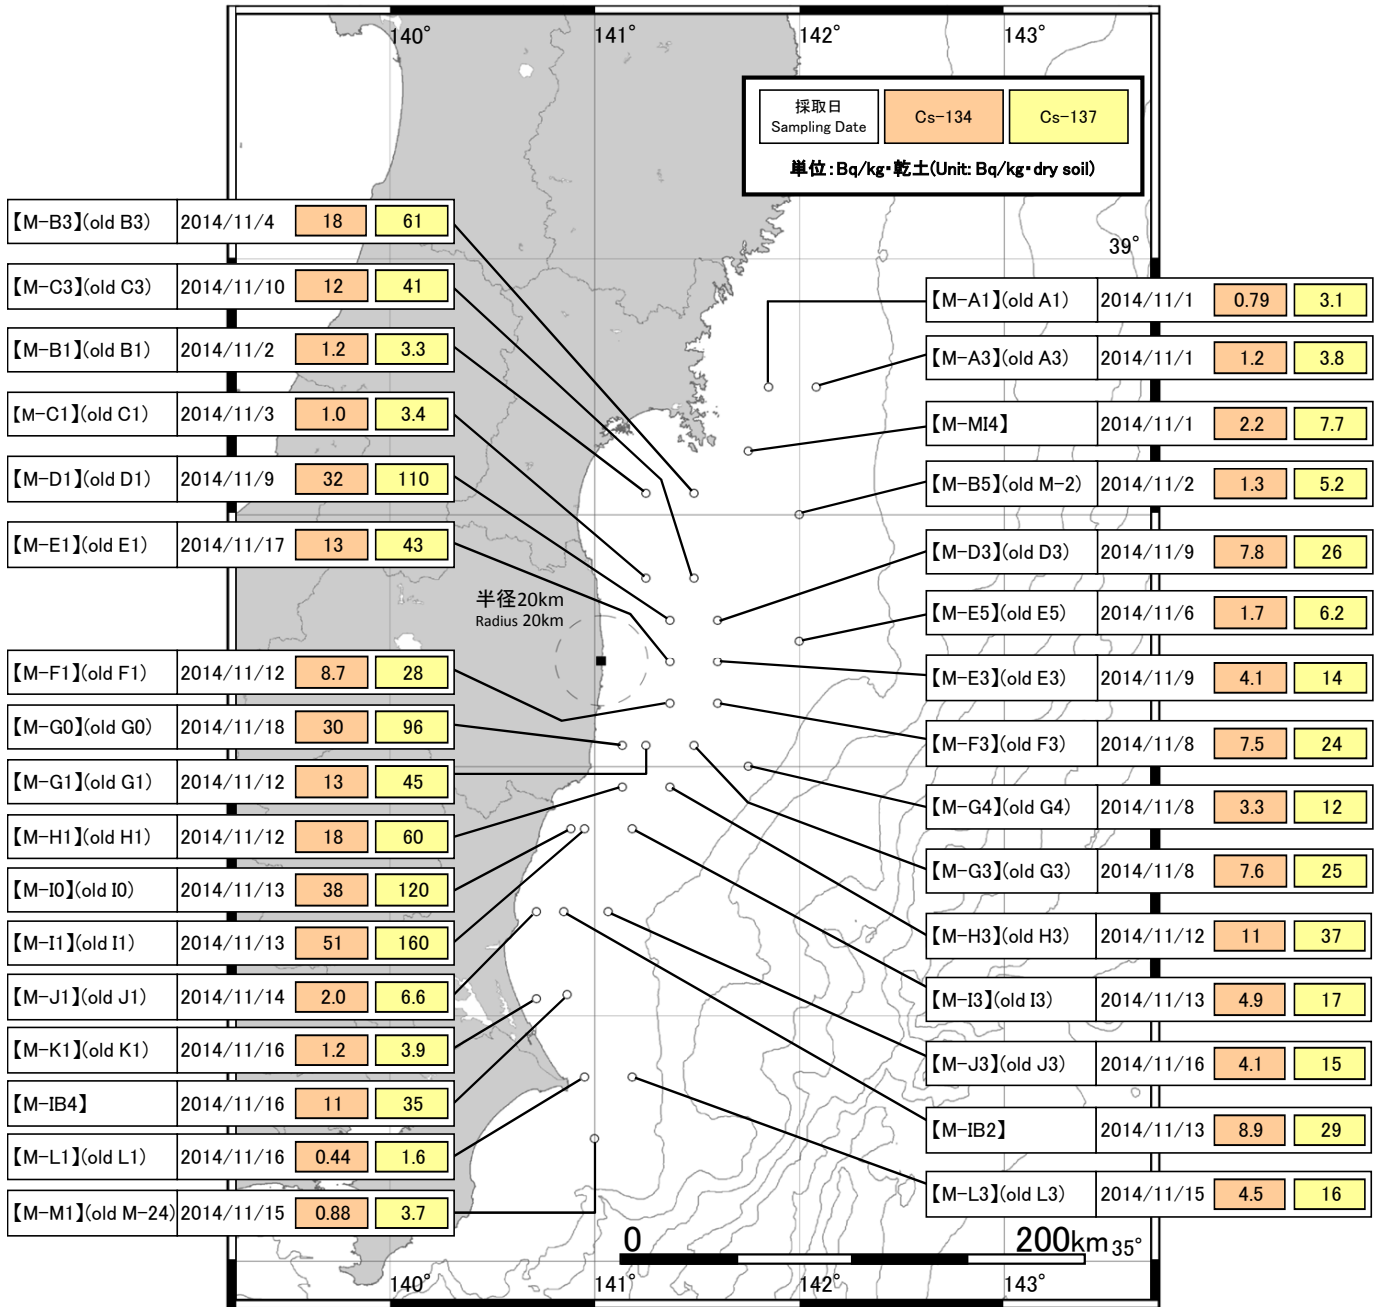 140°	141°	142°	143°
採取日
Sampling Date
Cs-134
Cs-137
単位:Bq/kg・乾土(Unit: Bq/kg・dry soil)
39°
【M-B3】(old B3) 2014/11/4 18 61
【M-C3】(old C3) 2014/11/10 12 41
【M-B1】(old B1) 2014/11/2 1.2 3.3
【M-C1】(old C1) 2014/11/3 1.0 3.4
【M-D1】(old D1) 2014/11/9 32 110
【M-E1】(old E1) 2014/11/17 13 43
半径20km
Radius 20km
【M-F1】(old F1) 2014/11/12 8.7 28
【M-G0】(old G0) 2014/11/18 30 96
【M-G1】(old G1) 2014/11/12 13 45
【M-H1】(old H1) 2014/11/12 18 60
【M-I0】(old I0) 2014/11/13 38 120
【M-I1】(old I1) 2014/11/13 51 160
【M-J1】(old J1) 2014/11/14 2.0 6.6
【M-K1】(old K1) 2014/11/16 1.2 3.9
【M-IB4】 2014/11/16 11 35
【M-L1】(old L1) 2014/11/16 0.44 1.6
【M-M1】(old M-24) 2014/11/15 0.88 3.7
【M-A1】(old A1) 2014/11/1 0.79 3.1
【M-A3】(old A3) 2014/11/1 1.2 3.8
【M-MI4】 2014/11/1 2.2 7.7
【M-B5】(old M-2) 2014/11/2 1.3 5.2
【M-D3】(old D3) 2014/11/9 7.8 26
【M-E5】(old E5) 2014/11/6 1.7 6.2
【M-E3】(old E3) 2014/11/9 4.1 14
【M-F3】(old F3) 2014/11/8 7.5 24
【M-G4】(old G4) 2014/11/8 3.3 12
【M-G3】(old G3) 2014/11/8 7.6 25
【M-H3】(old H3) 2014/11/12 11 37
【M-I3】(old I3) 2014/11/13 4.9 17
【M-J3】(old J3) 2014/11/16 4.1 15
【M-IB2】 2014/11/13 8.9 29
【M-L3】(old L3) 2014/11/15 4.5 16
0 200km 35°
140° 141° 142° 143°